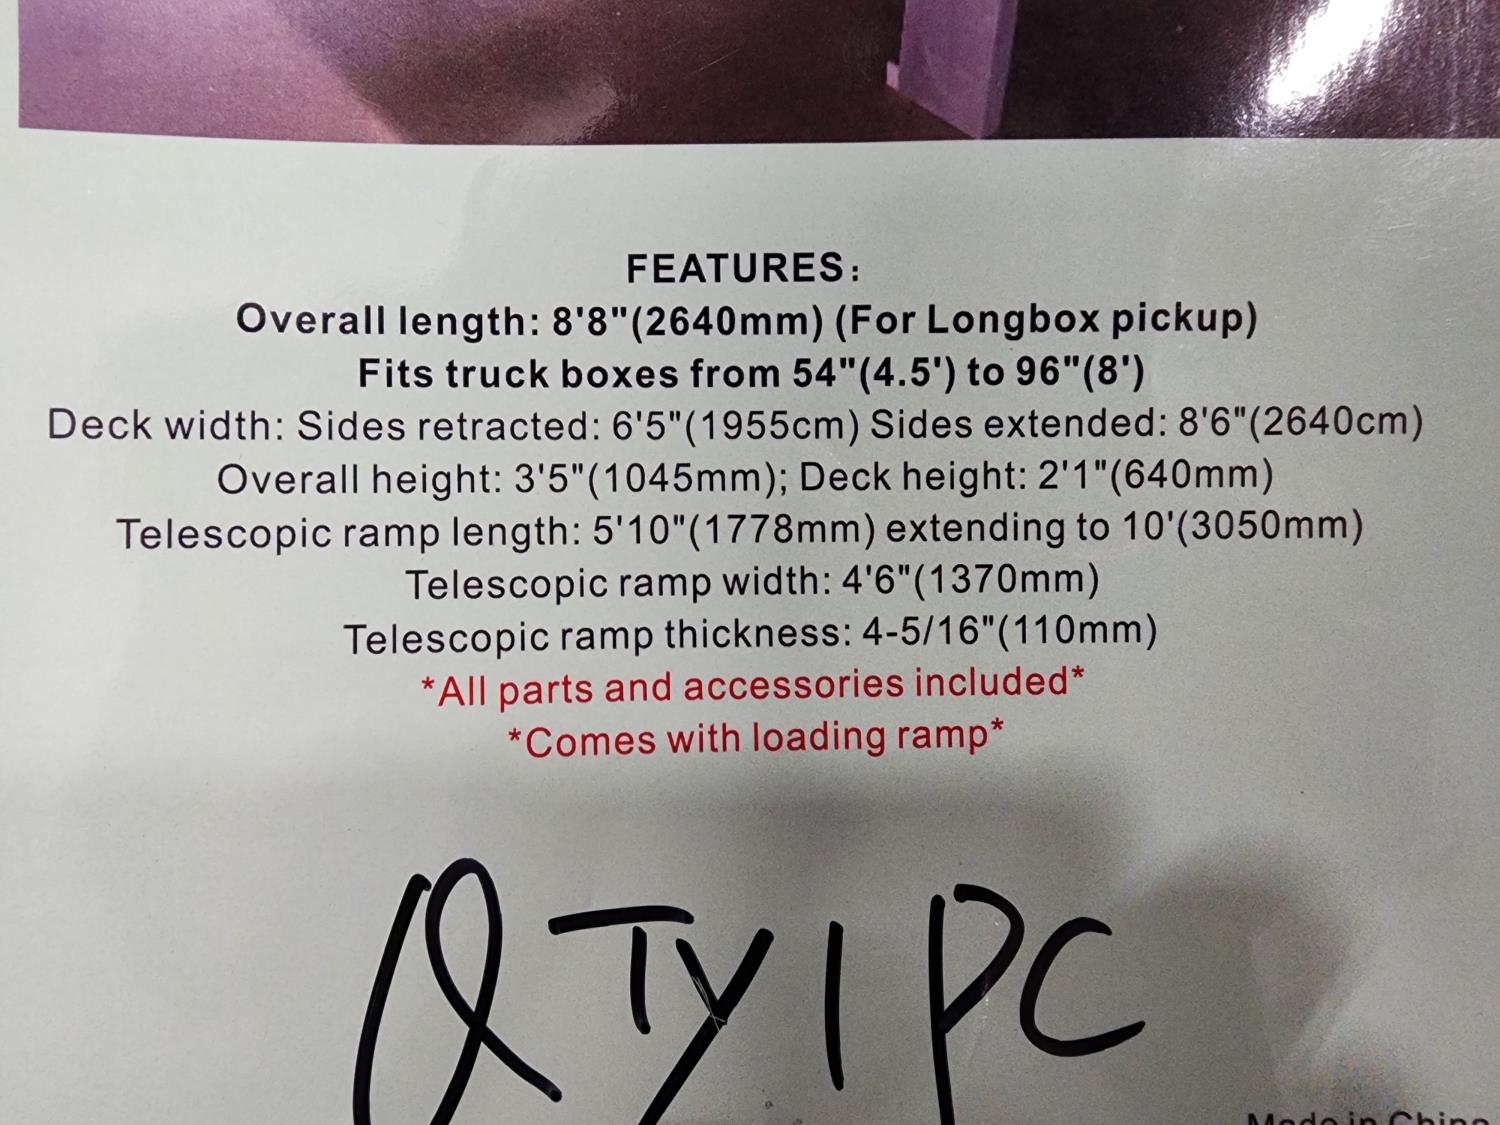 FEATURES:
Overall length: 8'8"(2640mm) (For Longbox pickup)
Fits truck boxes from 54"(4.5') to 96"(8')
Deck width: Sides retracted: 6'5"(1955cm) Sides extended: 8'6"(2640cm)
Overall height: 3'5"(1045mm); Deck height: 2'1"(640mm)
Telescopic ramp length: 5'10"(1778mm) extending to 10'(3050mm)
Telescopic ramp width: 4'6"(1370mm)
Telescopic ramp thickness: 4-5/16"(110mm)
*All parts and accessories included*
*Comes with loading ramp*
QTY 1 PC
Made in China